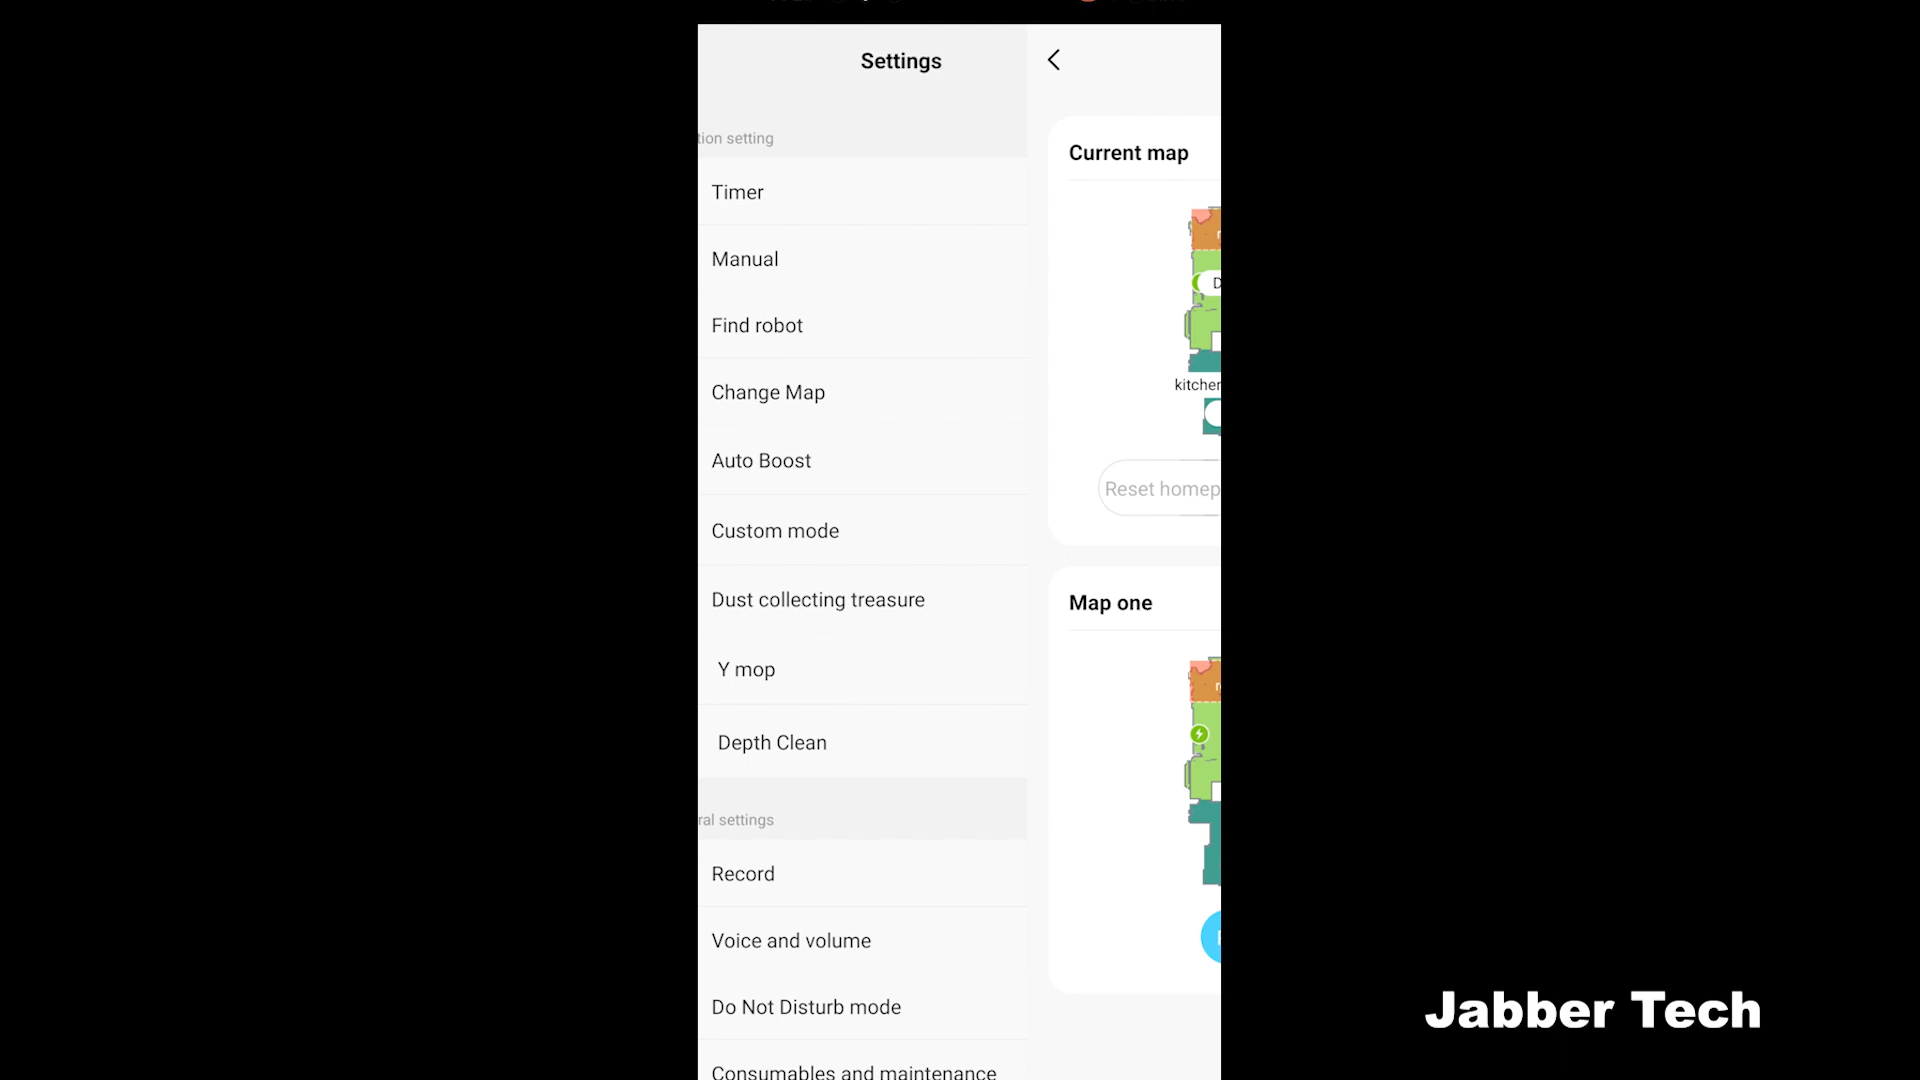 Settings
tion setting
Timer
Manual
Find robot
Change Map
Auto Boost
Custom mode
Dust collecting treasure
Y mop
Depth Clean
ral settings
Record
Voice and volume
Do Not Disturb mode
Consumables and maintenance
Current map
D
kitchen
Reset homep
Map one
Jabber Tech